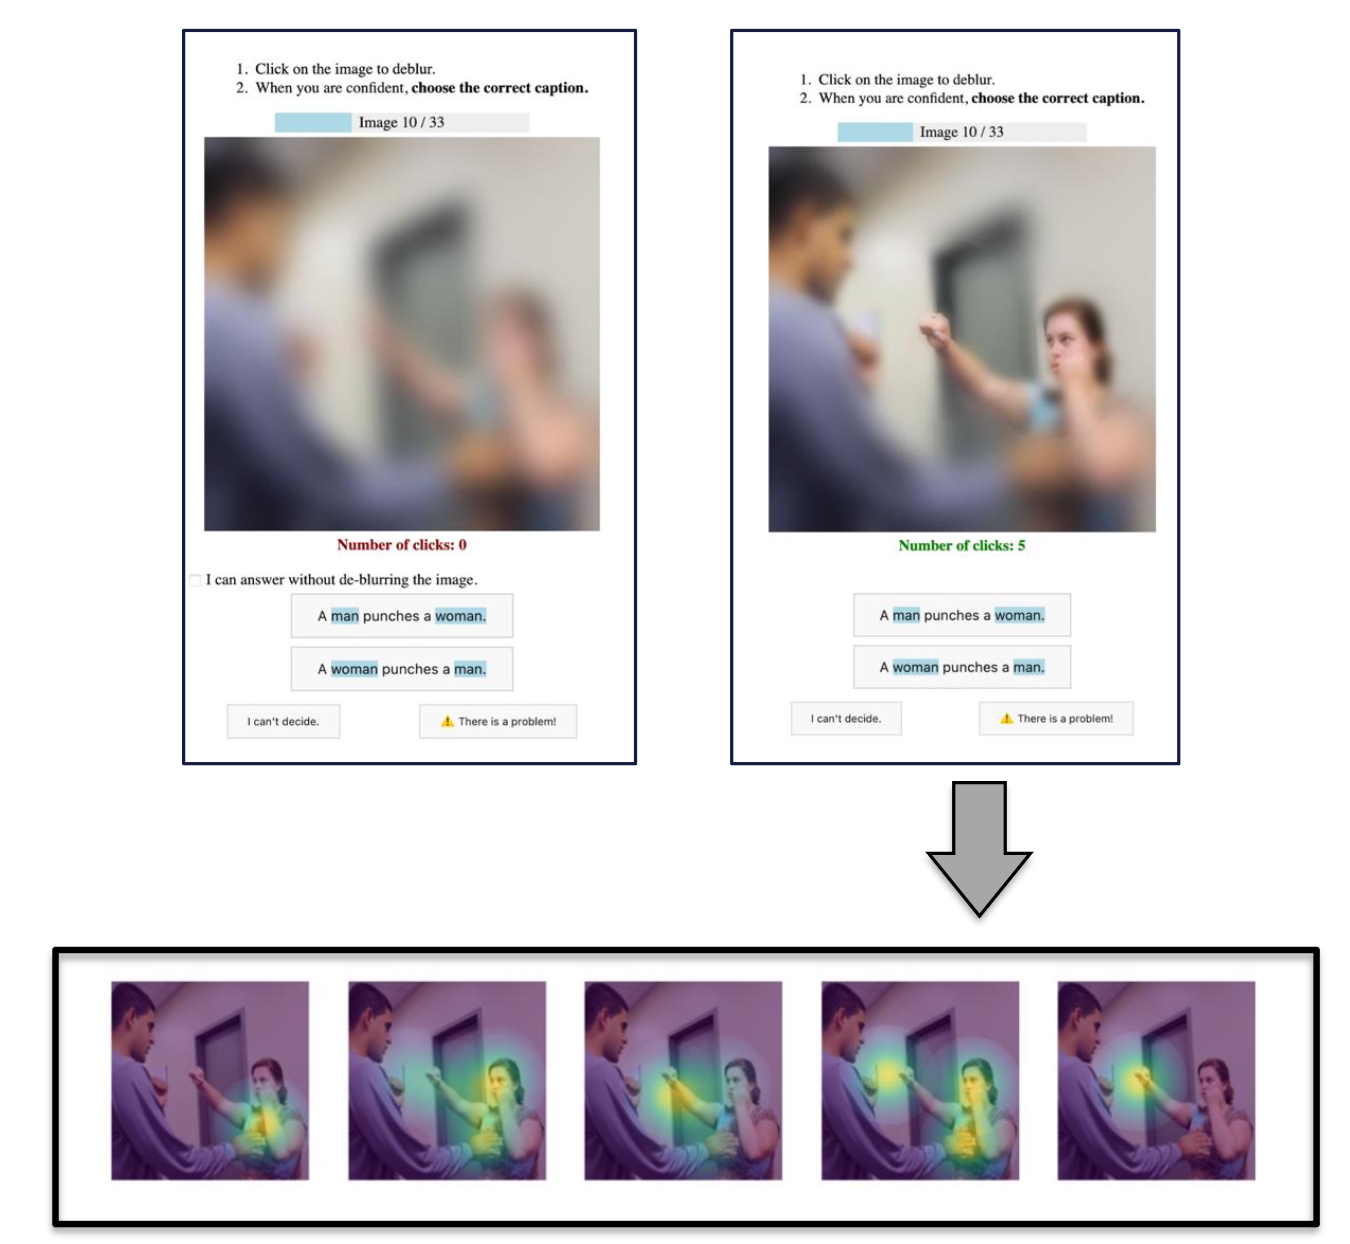 1. Click on the image to deblur.
2. When you are confident, choose the correct caption.
Image 10 / 33
Number of clicks: 0
I can answer without de-blurring the image.
A man punches a woman.
A woman punches a man.
I can't decide.
⚠ There is a problem!
1. Click on the image to deblur.
2. When you are confident, choose the correct caption.
Image 10 / 33
Number of clicks: 5
A man punches a woman.
A woman punches a man.
I can't decide.
⚠ There is a problem!